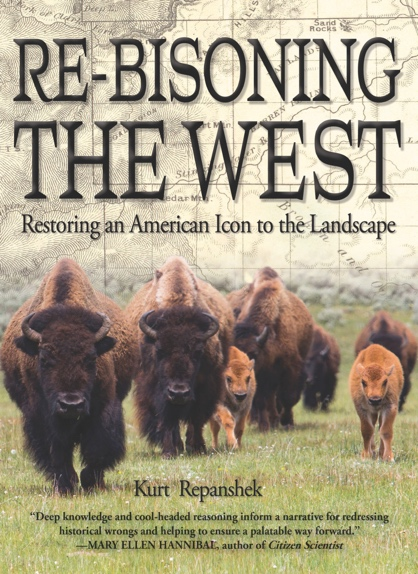 RE-BISONING
THE WEST
Restoring an American Icon to the Landscape
Sand
Rocks
Kurt Repanshek
“Deep knowledge and cool-headed reasoning inform a narrative for redressing
historical wrongs and helping to ensure a palatable way forward.”
—MARY ELLEN HANNIBAL, author of Citizen Scientist